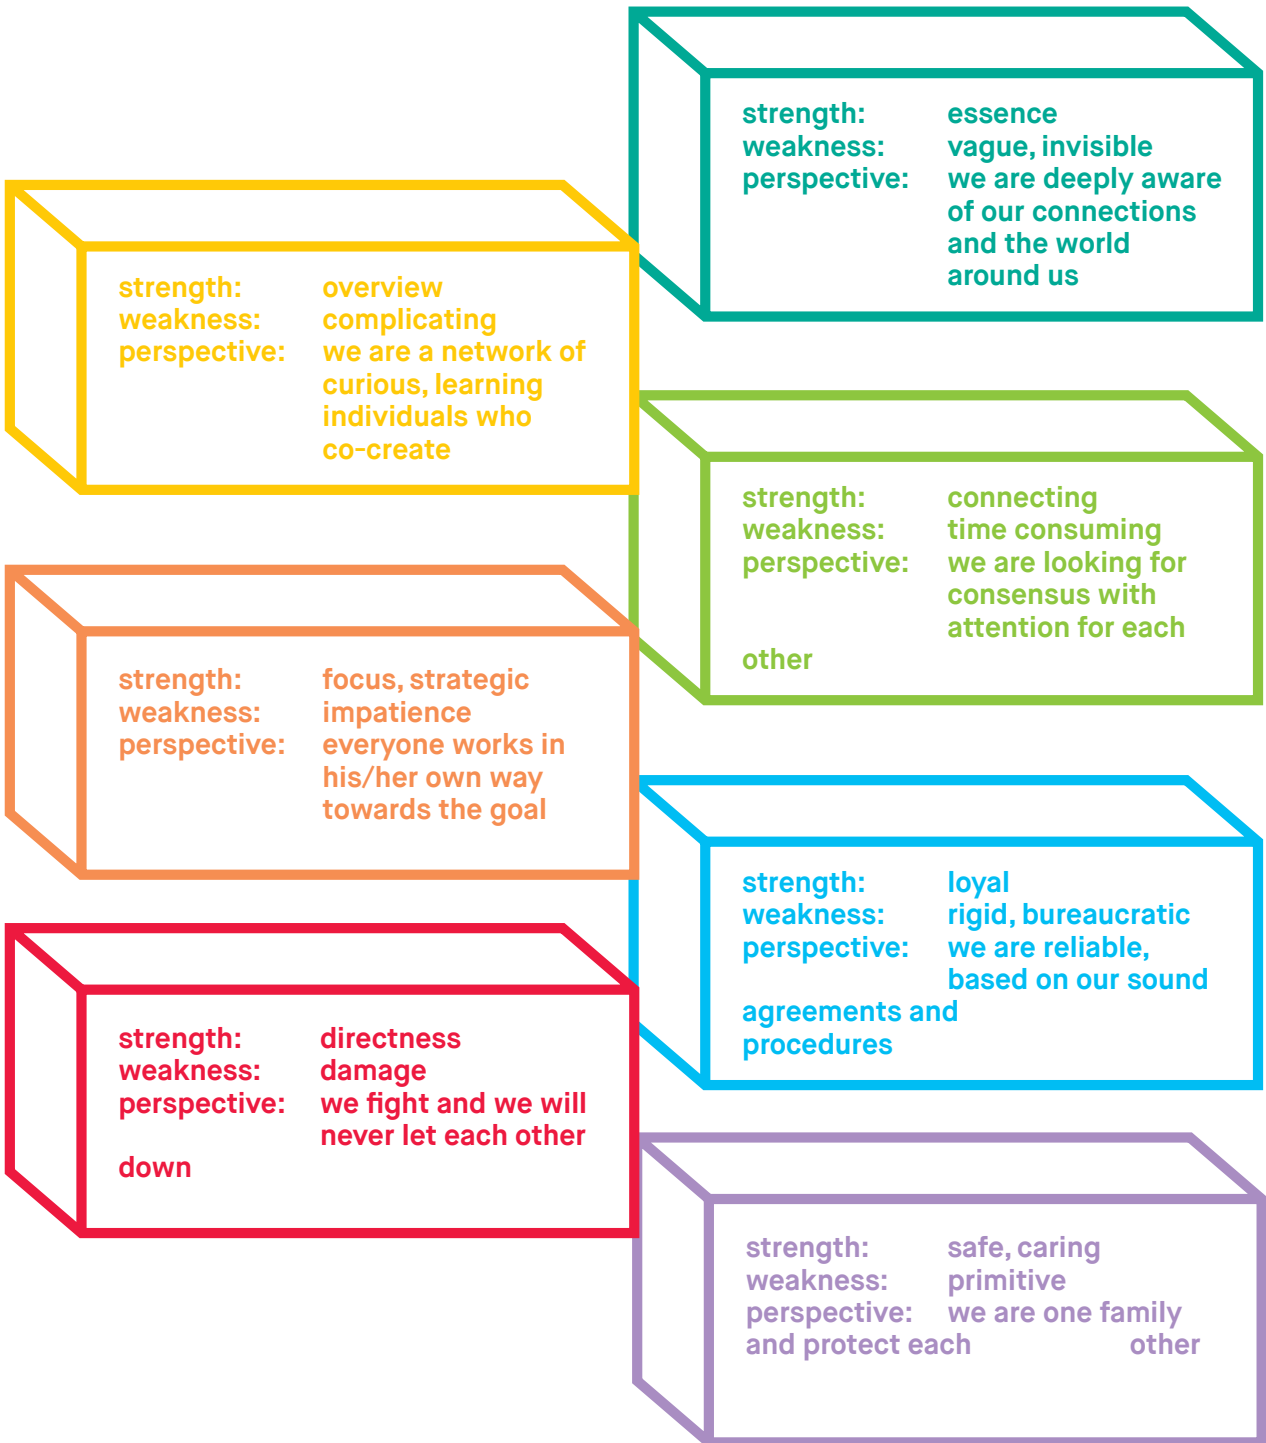 strength: essence
weakness: vague, invisible
perspective: we are deeply aware
of our connections
and the world
around us
strength: overview
weakness: complicating
perspective: we are a network of
curious, learning
individuals who
co-create
strength: connecting
weakness: time consuming
perspective: we are looking for
consensus with
attention for each
other
strength: focus, strategic
weakness: impatience
perspective: everyone works in
his/her own way
towards the goal
strength: loyal
weakness: rigid, bureaucratic
perspective: we are reliable,
based on our sound
agreements and
procedures
strength: directness
weakness: damage
perspective: we fight and we will
never let each other
down
strength: safe, caring
weakness: primitive
perspective: we are one family
and protect each other